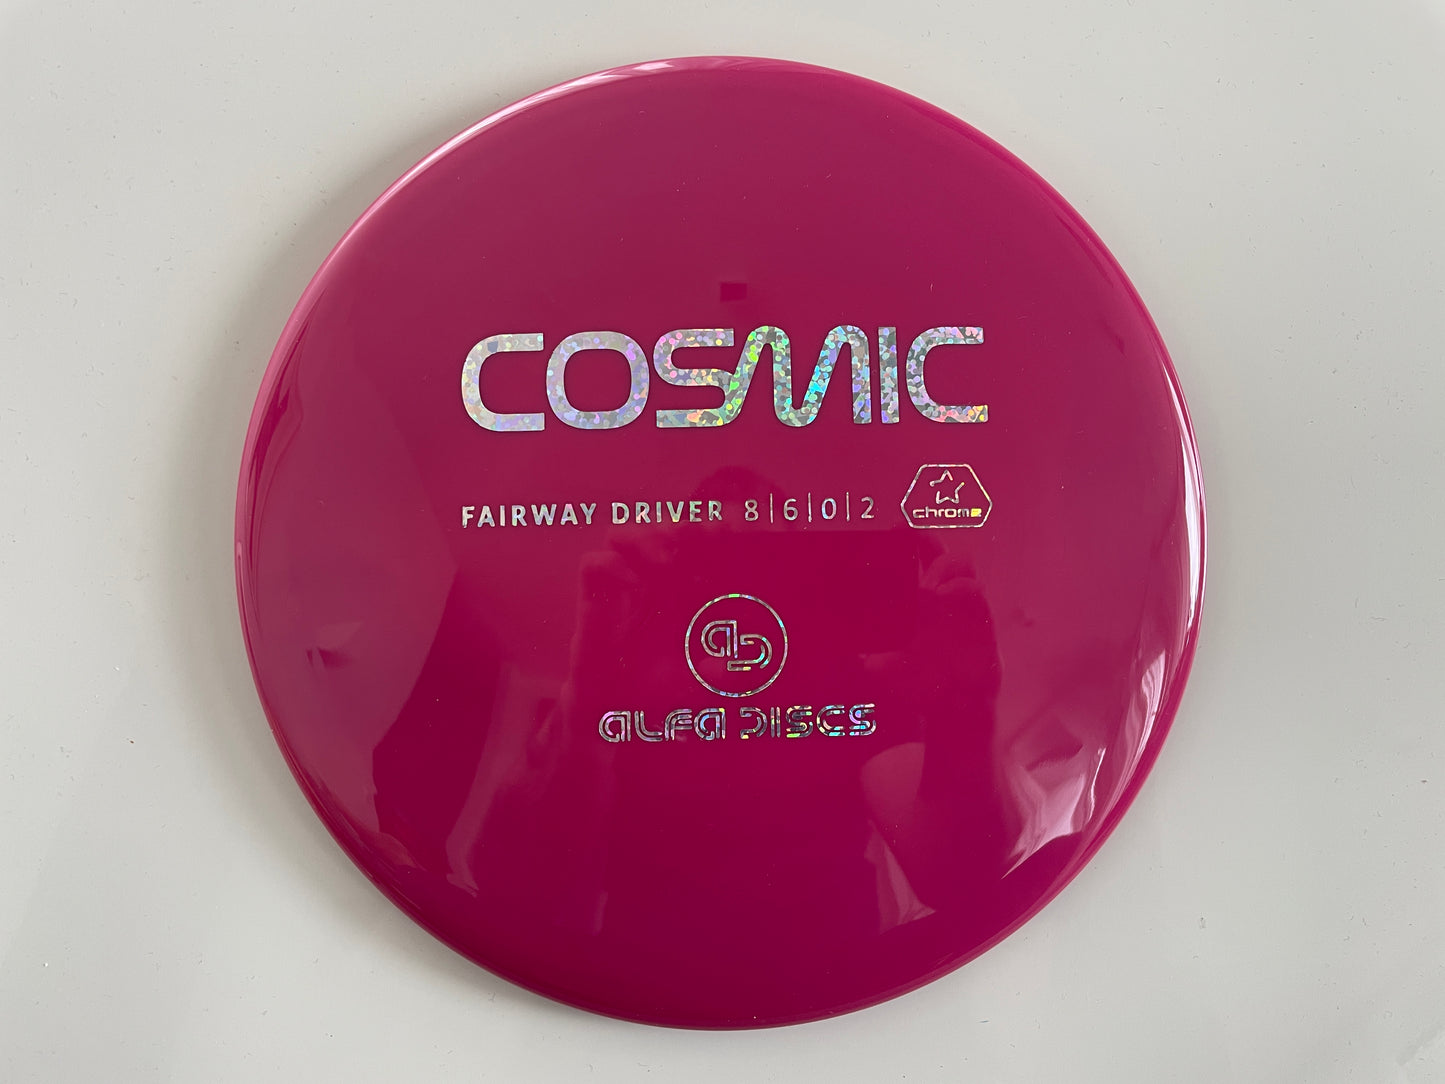 COSMIC
FAIRWAY DRIVER 8|6|0|2
chrome
ALFA DISCS